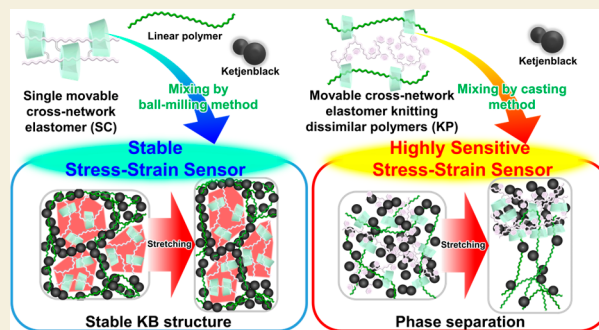 Linear polymer
Ketjenblack
Single movable
cross-network
elastomer (SC)
Mixing by
ball-milling method
Stable
Stress-Strain Sensor
Stretching
Stable KB structure
Ketjenblack
Movable cross-network
elastomer knitting
dissimilar polymers (KP)
Mixing by casting
method
Highly Sensitive
Stress-Strain Sensor
Stretching
Phase separation